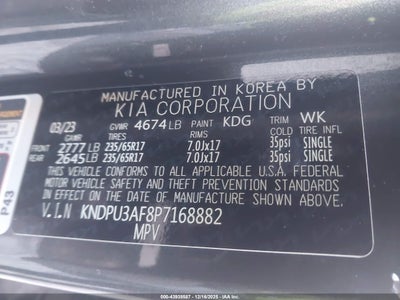 MANUFACTURED IN KOREA BY
KIA CORPORATION
03/23 GVWR 4674LB PAINT KDG TRIM WK
GAWR TIRES RIMS COLD TIRE INFL
FRONT 2777LB 235/65R17 7.0Jx17 35psi SINGLE
REAR 2645LB 235/65R17 7.0Jx17 35psi SINGLE
THIS VEHICLE CONFORMS TO ALL APPLICABLE U.S.A. FEDERAL
MOTOR VEHICLE SAFETY, BUMPER, AND THEFT PREVENTION STANDARDS
IN EFFECT ON THE DATE OF MANUFACTURE SHOWN ABOVE.
V.I.N KNDPU3AF8P7168882
MPV
P43
000-43938587 - 12/16/2025 - IAA Inc.